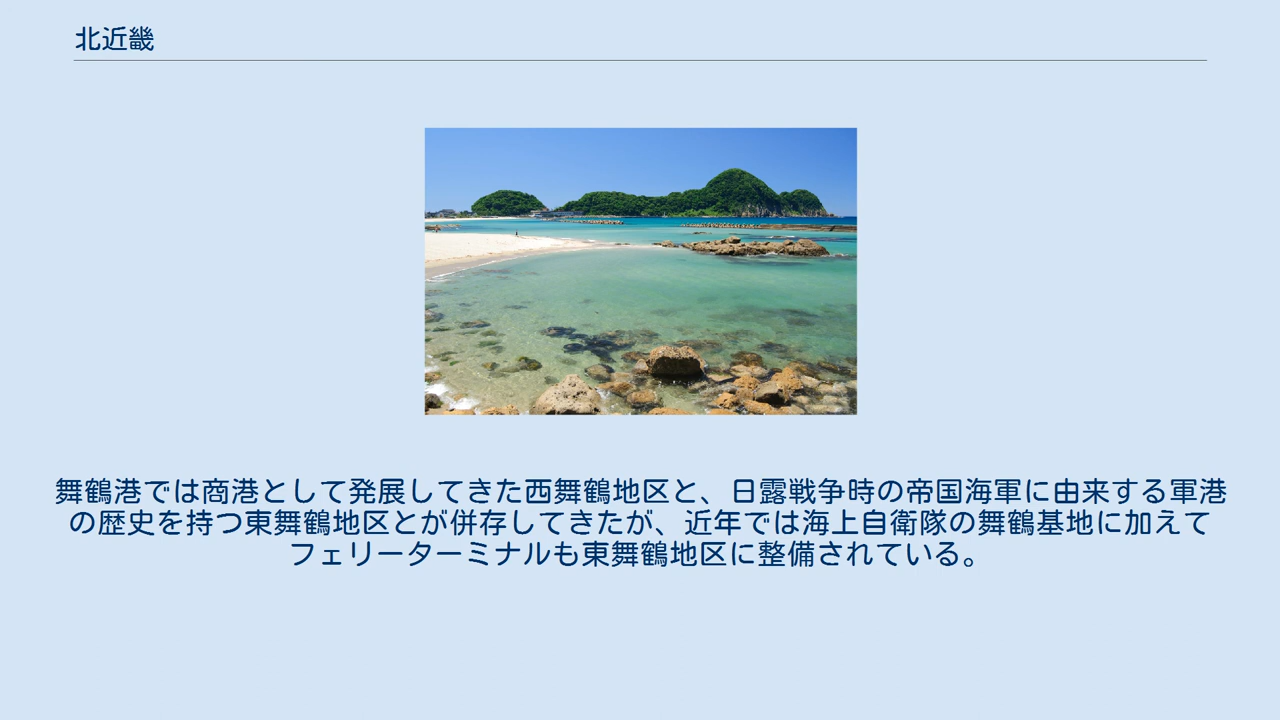 北近畿
舞鶴港では商港として発展してきた西舞鶴地区と、日露戦争時の帝国海軍に由来する軍港
の歴史を持つ東舞鶴地区とが併存してきたが、近年では海上自衛隊の舞鶴基地に加えて
フェリーターミナルも東舞鶴地区に整備されている。